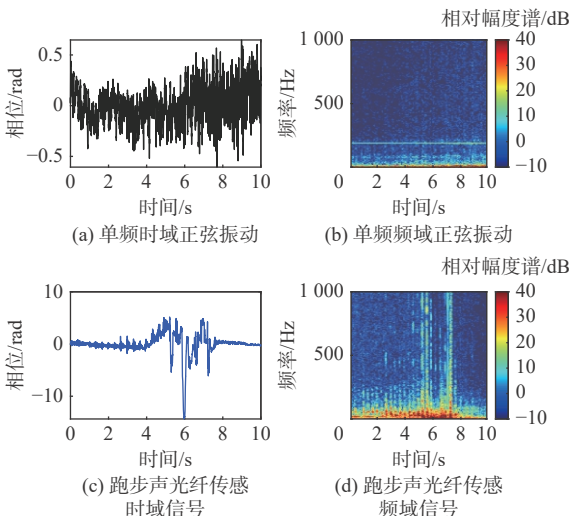 相对幅度谱/dB
0.5
0
−0.5
相位/rad
0 2 4 6 8 10
时间/s
(a) 单频时域正弦振动
1 000
500
频率/Hz
0 2 4 6 8 10
时间/s
40
30
20
10
0
−10
(b) 单频频域正弦振动
相对幅度谱/dB
10
0
−10
相位/rad
0 2 4 6 8 10
时间/s
(c) 跑步声光纤传感
时域信号
1 000
500
频率/Hz
0 2 4 6 8 10
时间/s
40
30
20
10
0
−10
(d) 跑步声光纤传感
频域信号